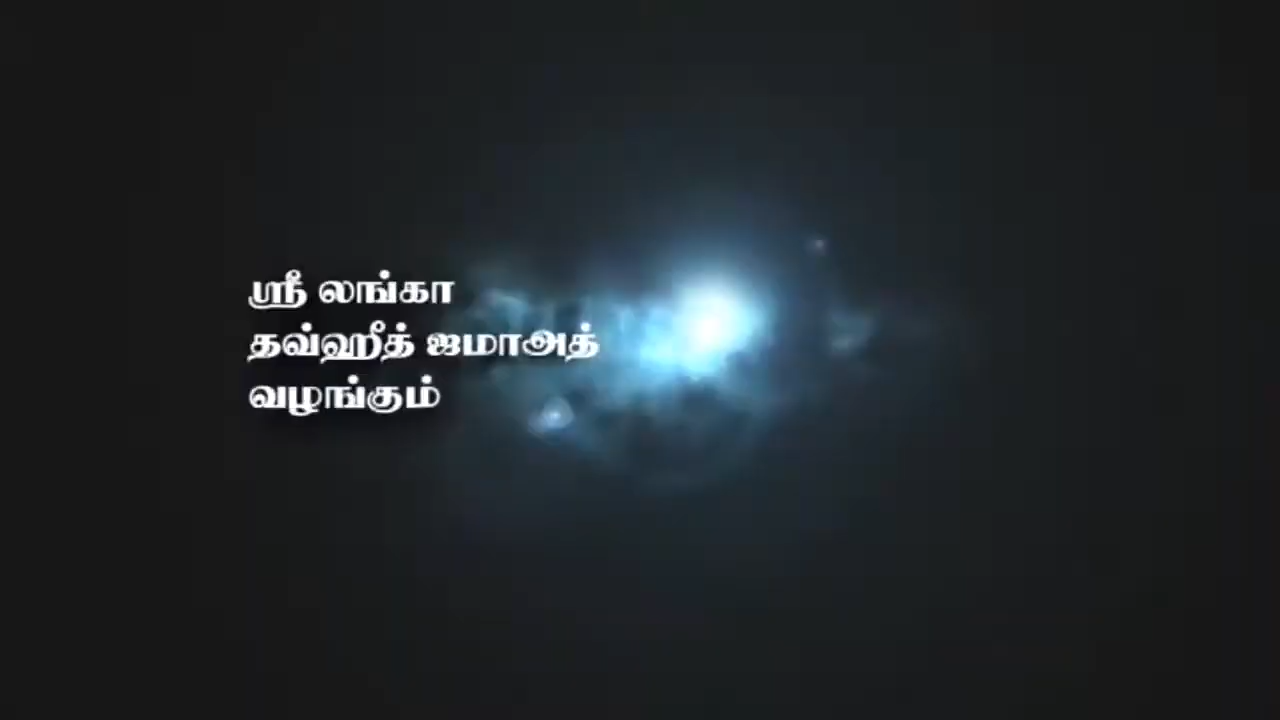 ஸ்ரீ லங்கா
தவ்ஹீத் ஜமாஅத்
வழங்கும்